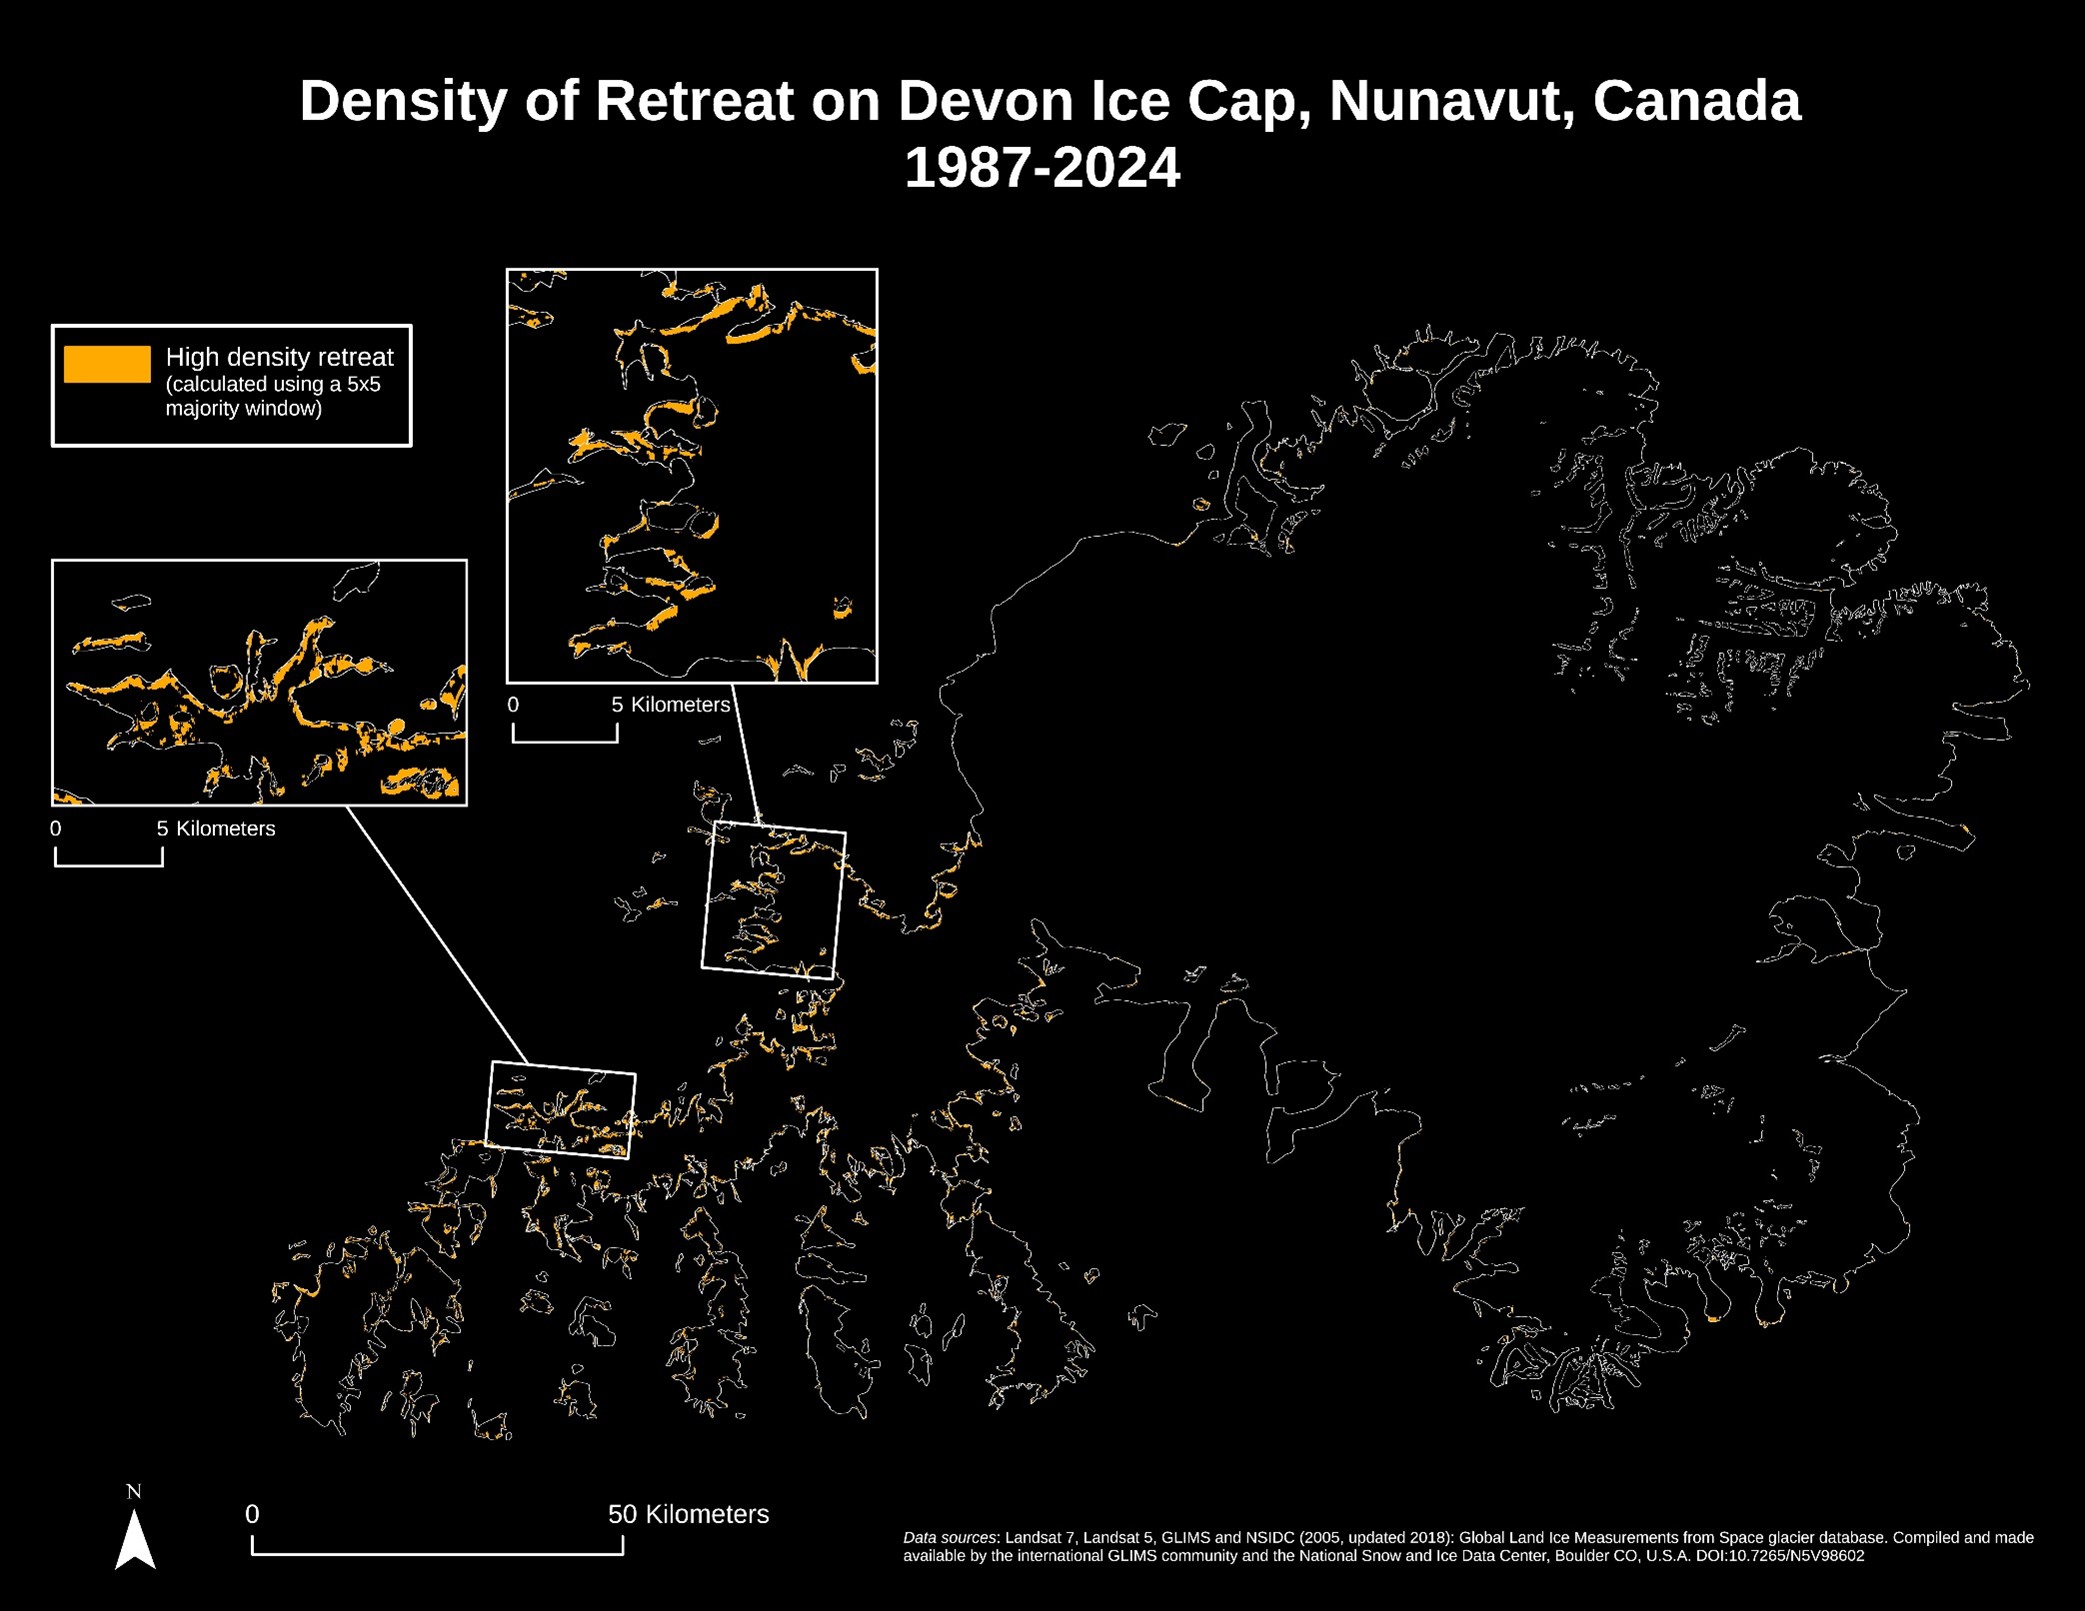 Density of Retreat on Devon Ice Cap, Nunavut, Canada
1987-2024
High density retreat
(calculated using a 5x5
majority window)
0 5 Kilometers
0 5 Kilometers
N
0 50 Kilometers
Data sources: Landsat 7, Landsat 5, GLIMS and NSIDC (2005, updated 2018): Global Land Ice Measurements from Space glacier database. Compiled and made
available by the international GLIMS community and the National Snow and Ice Data Center, Boulder CO, U.S.A. DOI:10.7265/N5V98602